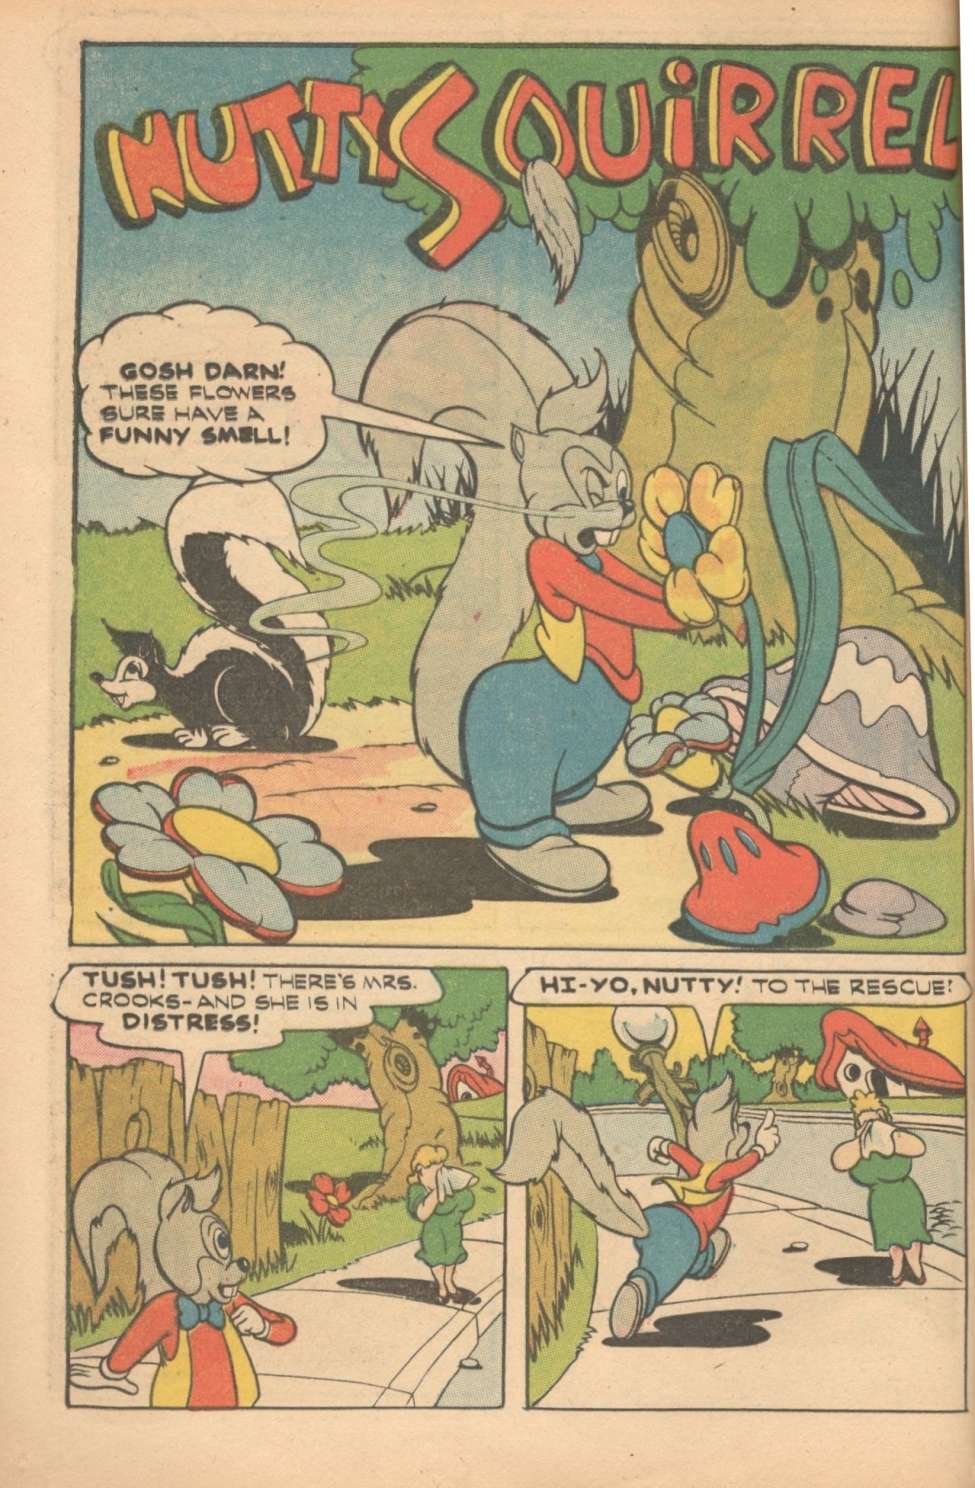 NUTTY SQUIRREL
GOSH DARN!
THESE FLOWERS
SURE HAVE A
FUNNY SMELL!
TUSH! TUSH! THERE'S MRS.
CROOKS-AND SHE IS IN
DISTRESS!
HI-YO, NUTTY! TO THE RESCUE!